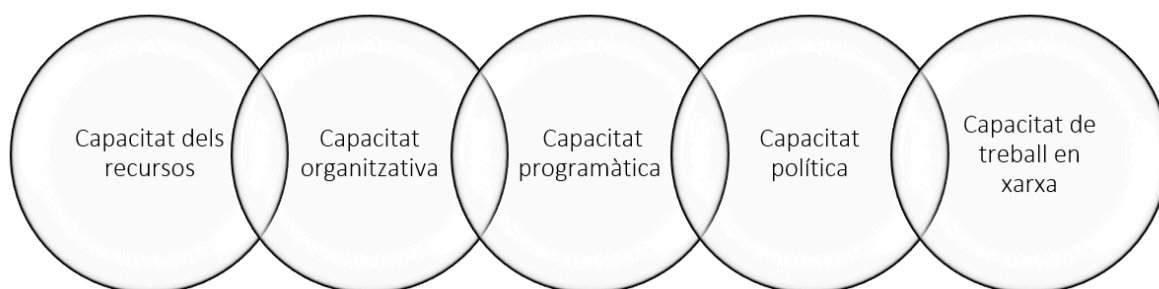 Capacitat dels
recursos
Capacitat
organitzativa
Capacitat
programàtica
Capacitat
política
Capacitat de
treball en
xarxa